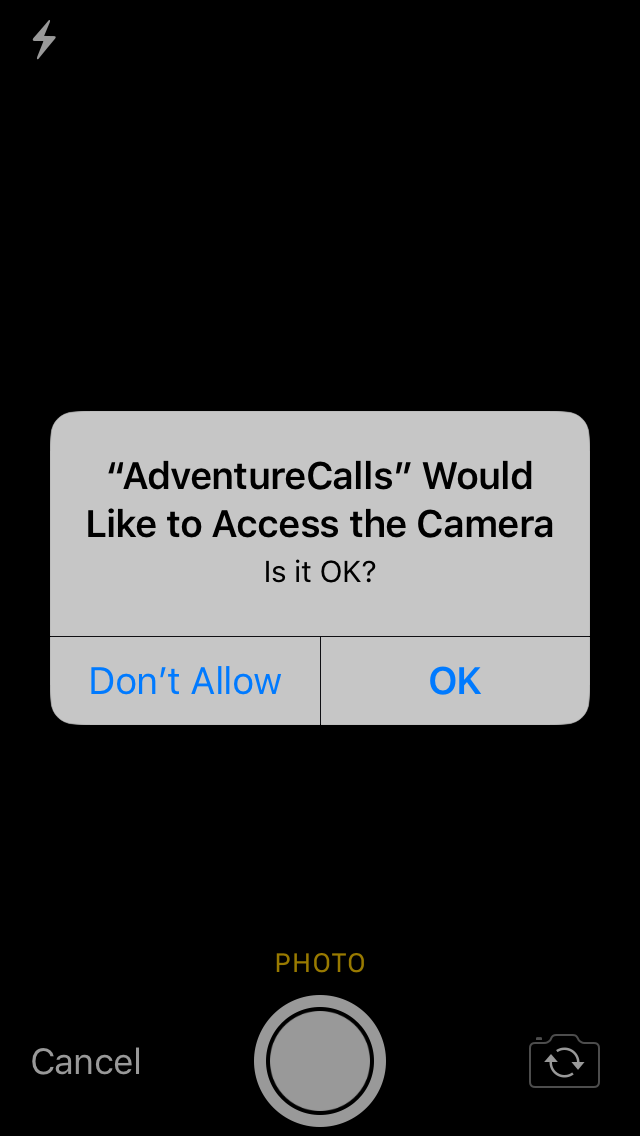 “AdventureCalls” Would
Like to Access the Camera
Is it OK?
Don’t Allow
OK
PHOTO
Cancel